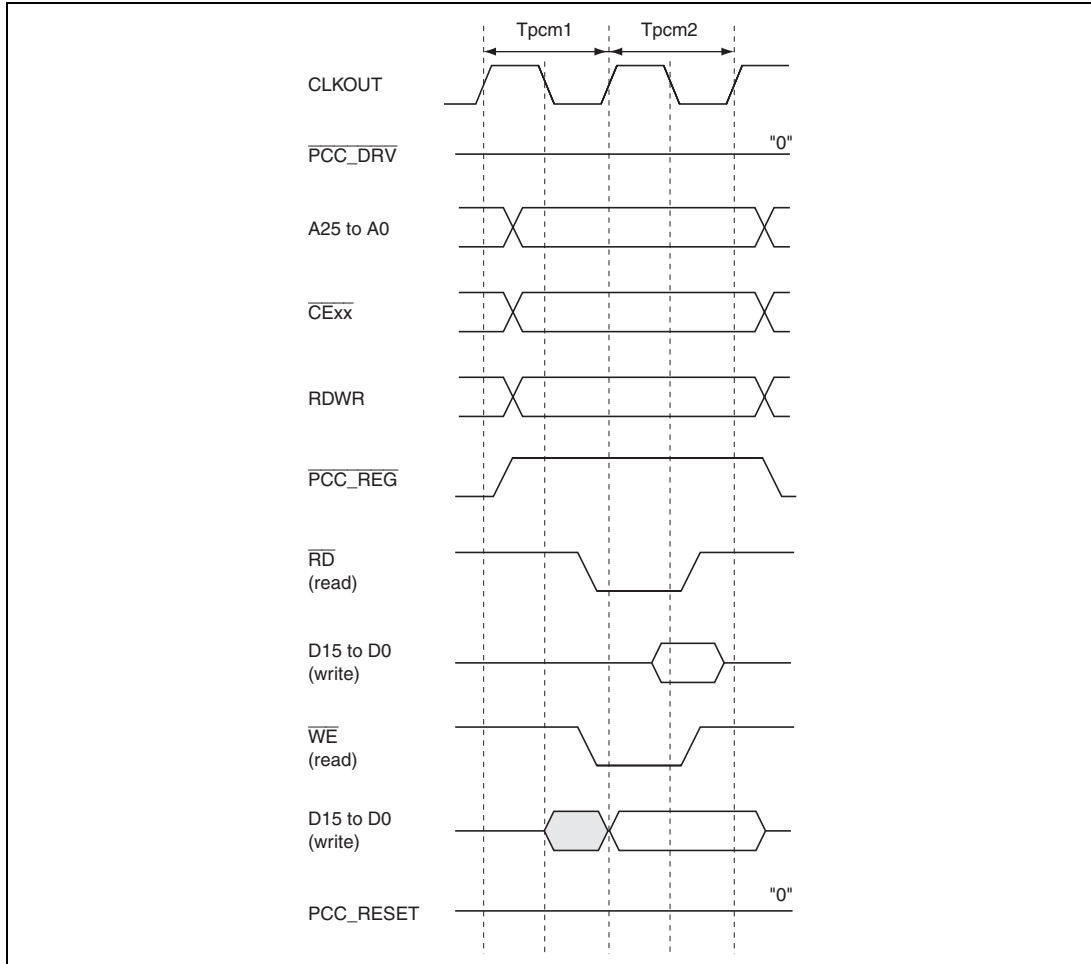 Tpcm1 Tpcm2
CLKOUT
"0"
PCC_DRV
A25 to A0
CExx
RDWR
PCC_REG
RD
(read)
D15 to D0
(write)
WE
(read)
D15 to D0
(write)
"0"
PCC_RESET